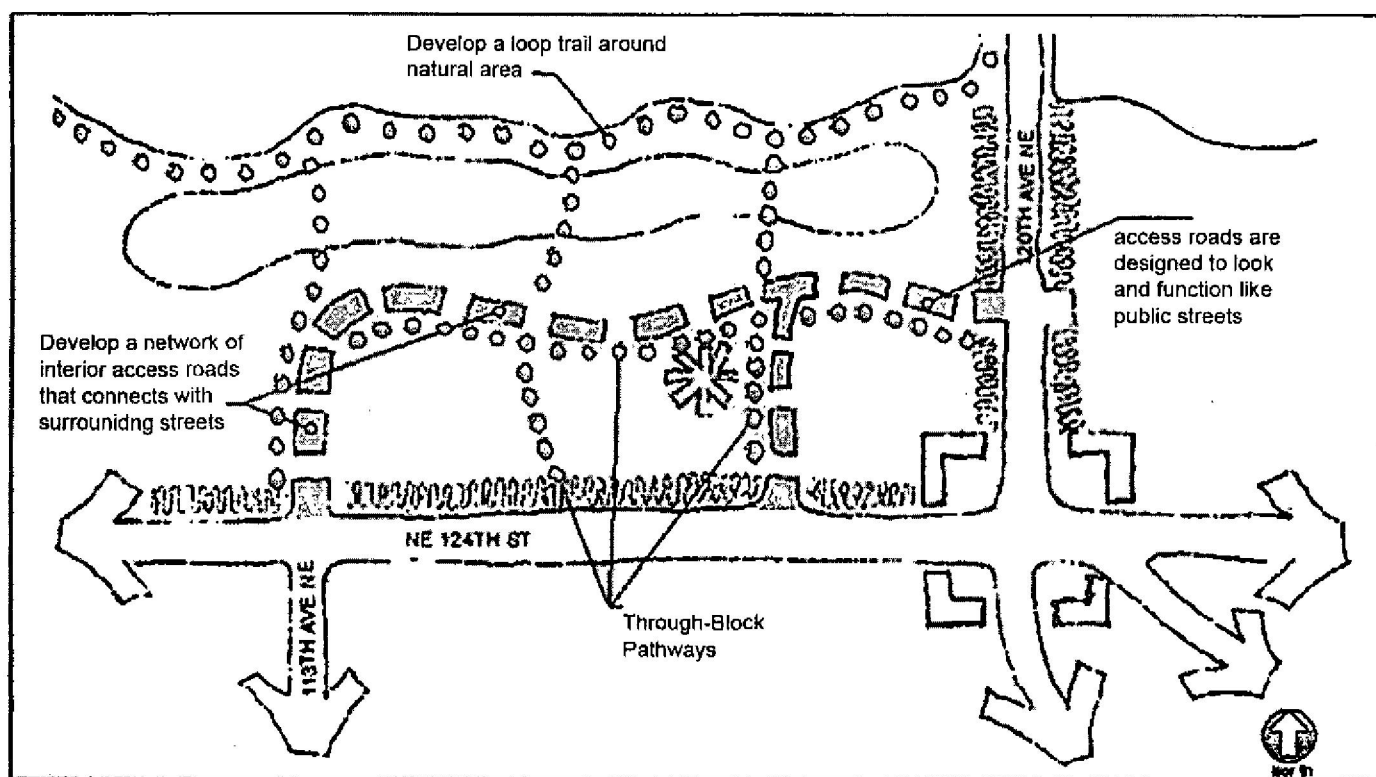 Develop a loop trail around
natural area
120TH AVE NE
access roads are
designed to look
and function like
public streets
Develop a network of
interior access roads
that connects with
surrounidng streets
NE 124TH ST
113TH AVE NE
Through-Block
Pathways
North